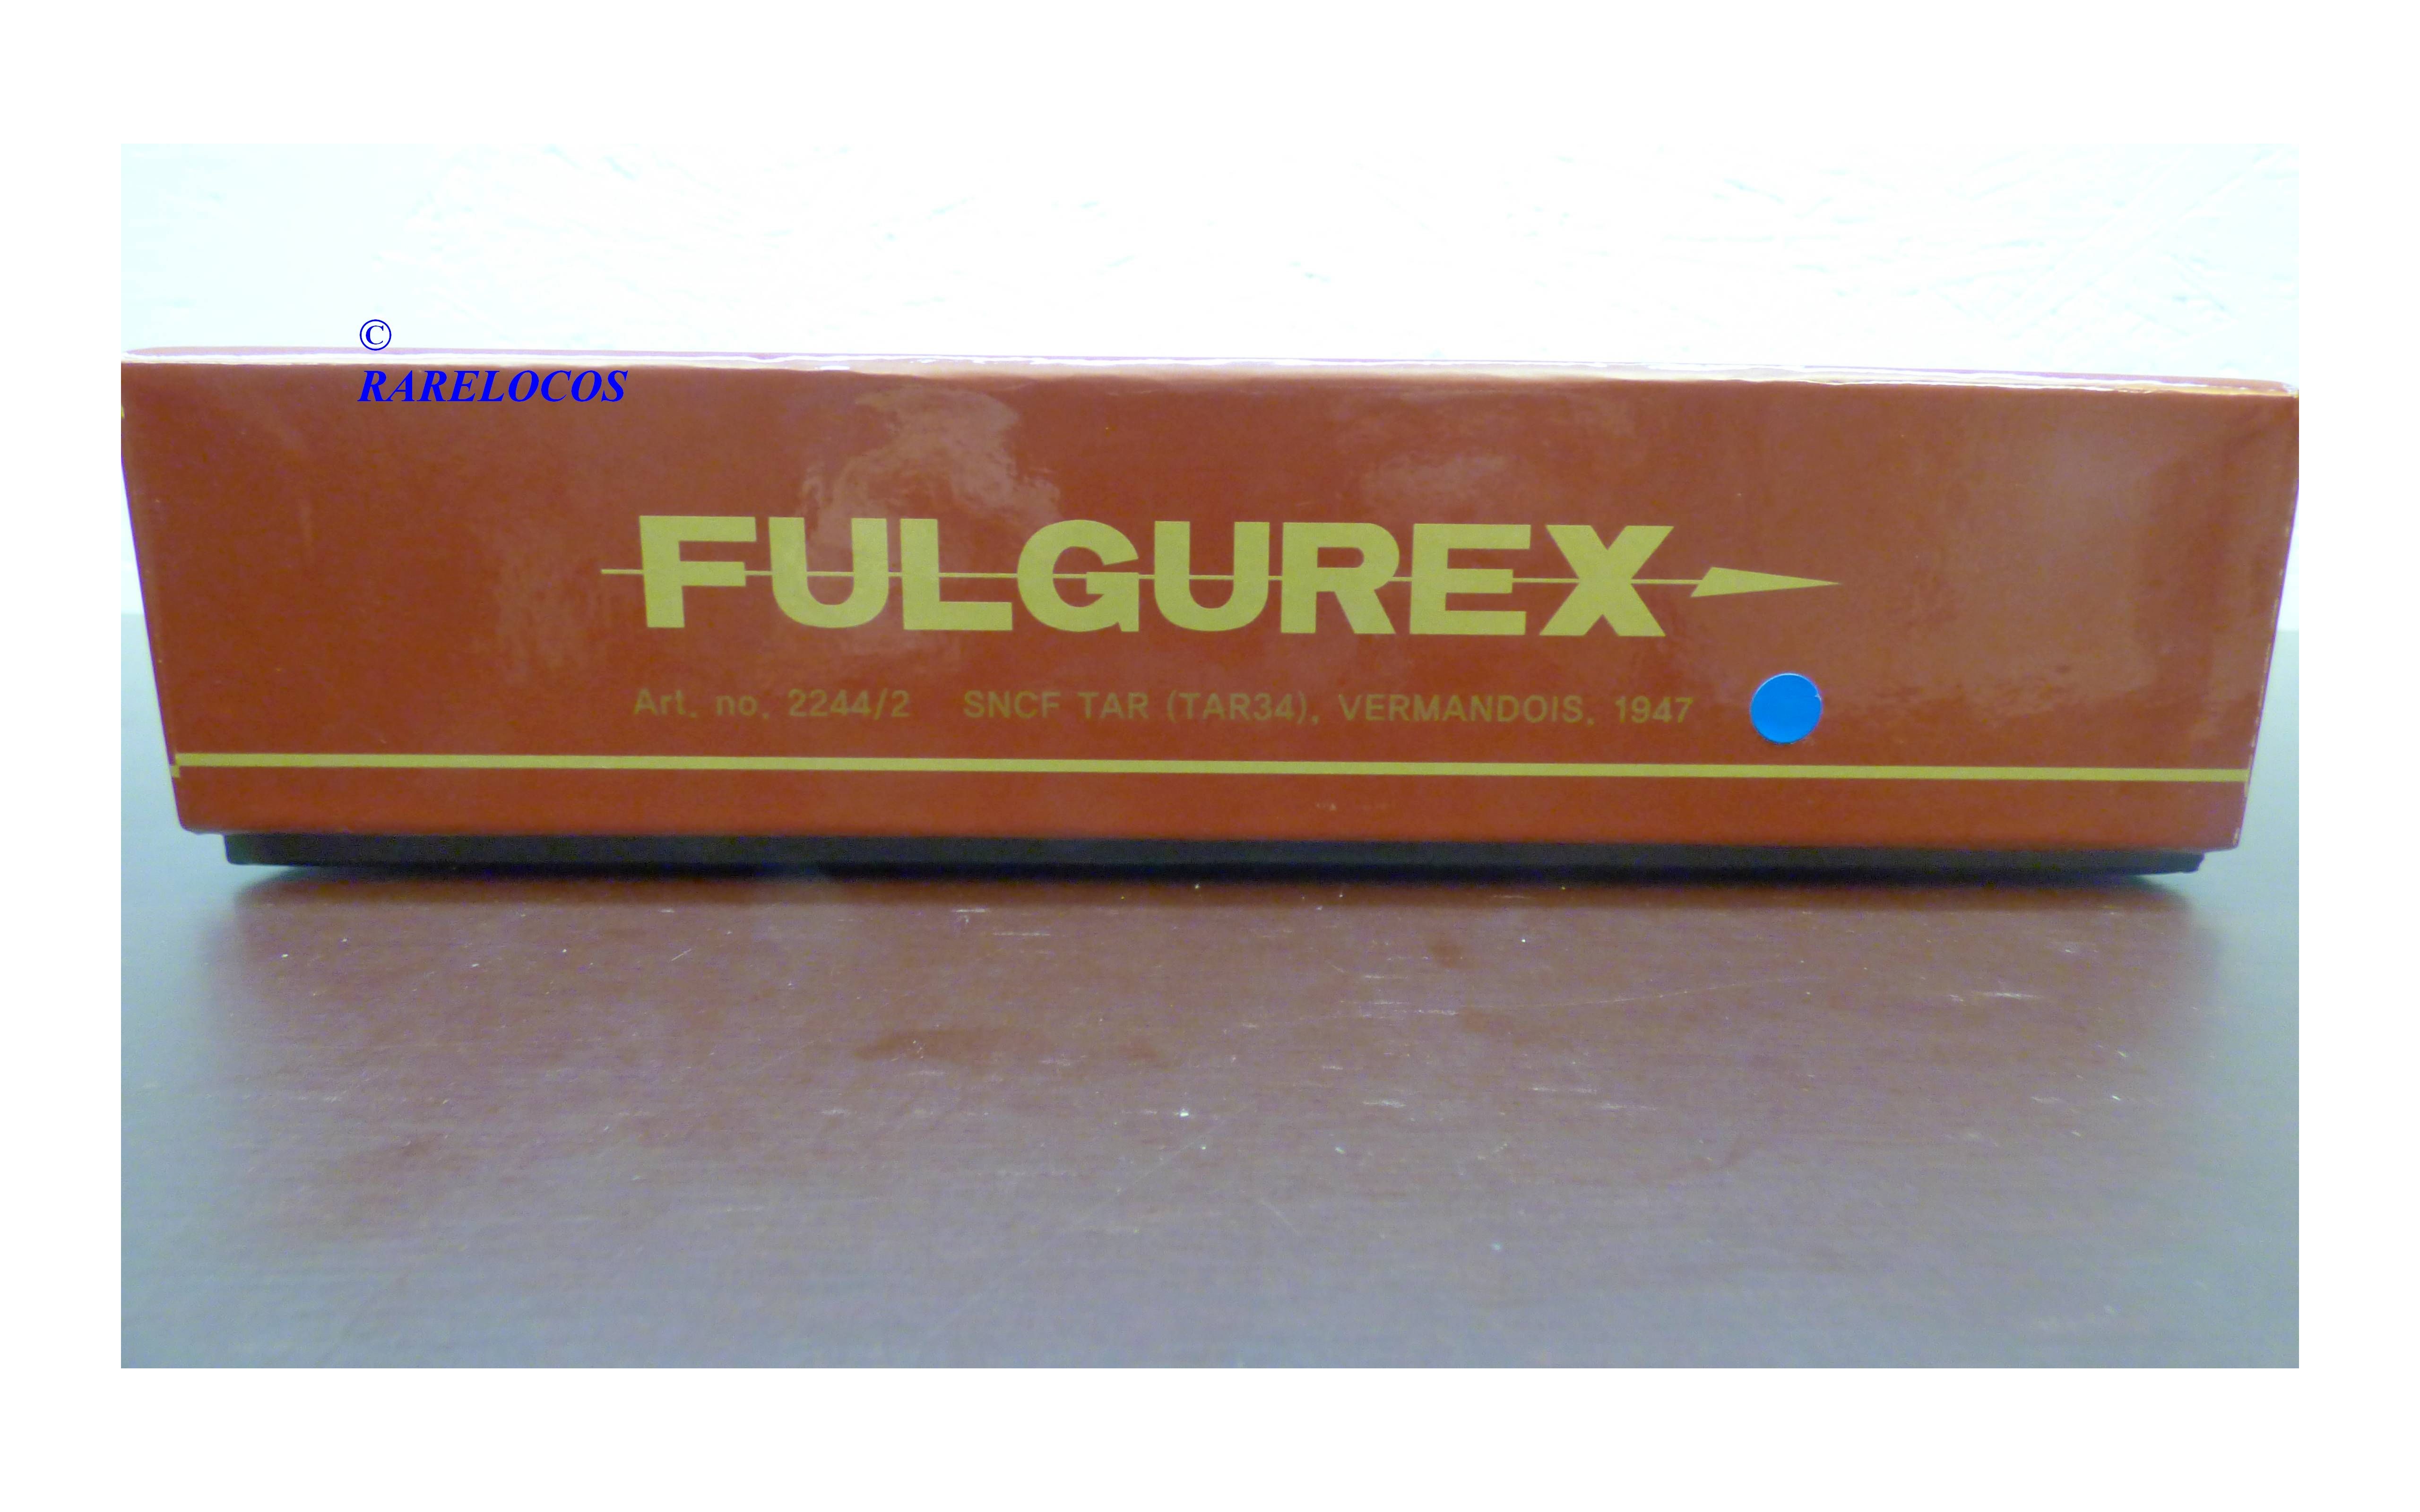 ©
RARELOCOS
FULGUREX
Art. no. 2244/2 SNCF TAR (TAR34), VERMANDOIS, 1947